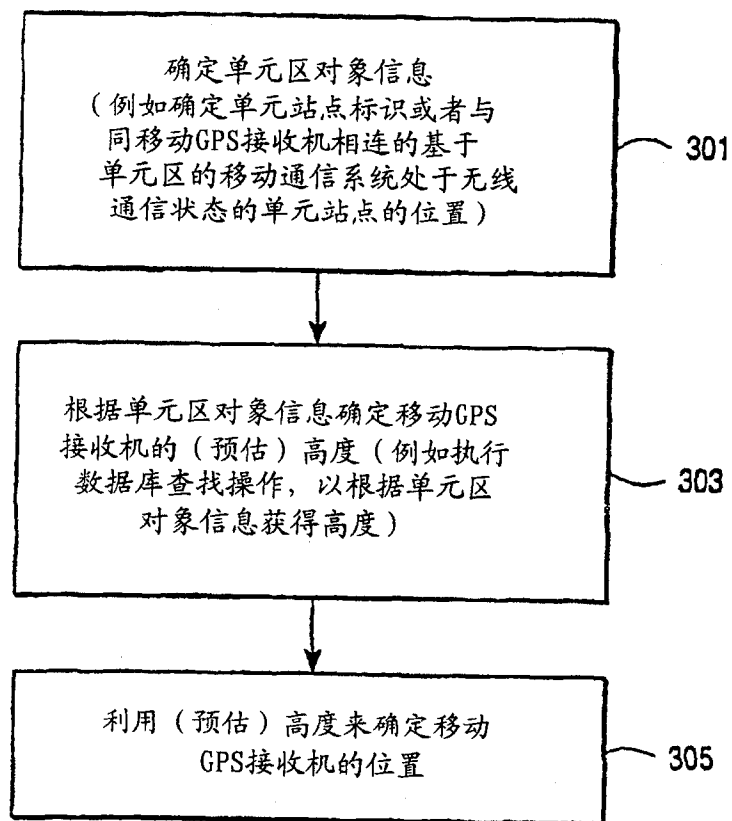 确定单元区对象信息
（例如确定单元站点标识或者与
同移动GPS接收机相连的基于
单元区的移动通信系统处于无线
通信状态的单元站点的位置）
301
根据单元区对象信息确定移动GPS
接收机的（预估）高度（例如执行
数据库查找操作，以根据单元区
对象信息获得高度）
303
利用（预估）高度来确定移动
GPS接收机的位置
305